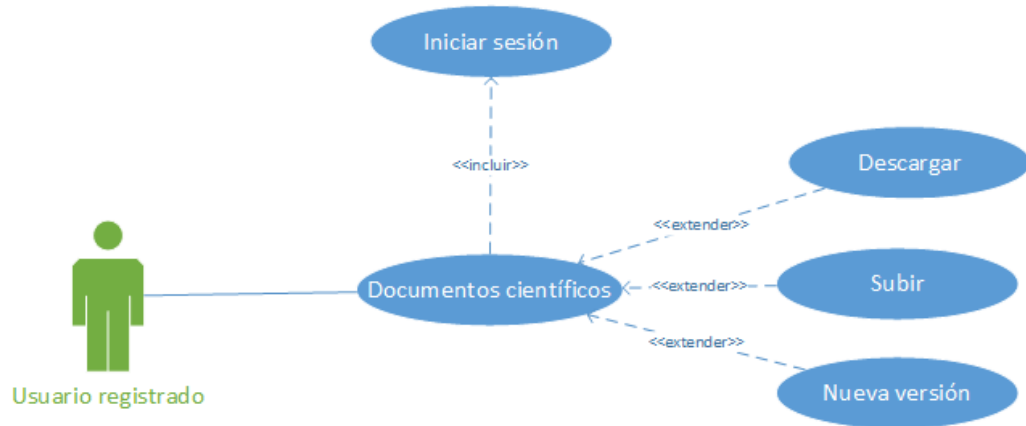 Iniciar sesión
<<incluir>>
Descargar
<<extender>>
Documentos científicos
<<extender>>
Subir
<<extender>>
Nueva versión
Usuario registrado